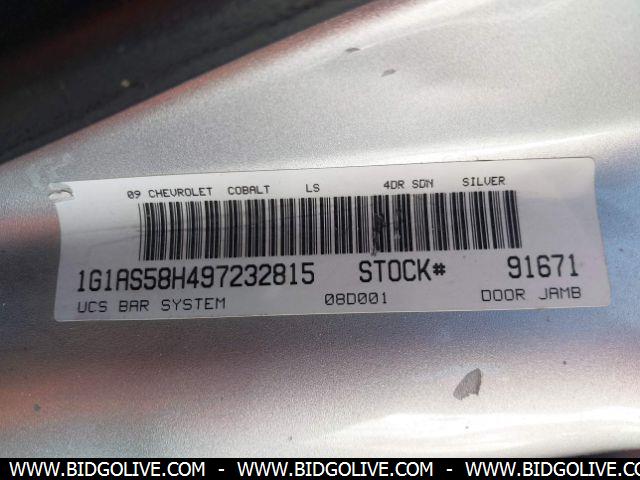 09 CHEVROLET COBALT LS 4DR SDN SILVER
1G1AS58H497232815 STOCK# 91671
UCS BAR SYSTEM 08D001 DOOR JAMB
WWW.BIDGOLIVE.COM - WWW.BIDGOLIVE.COM - WWW.BIDGOLIVE.COM